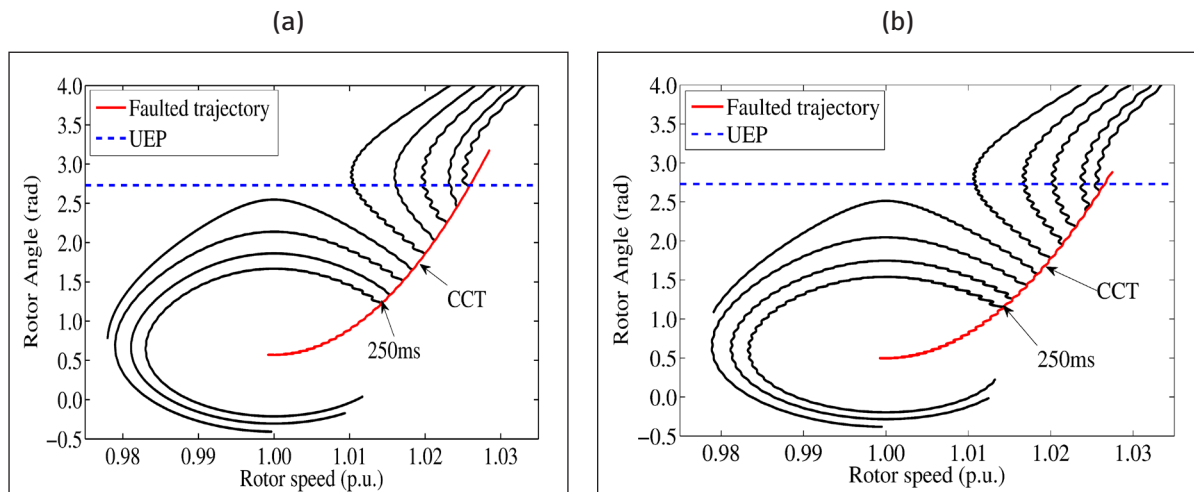 (a)
Rotor Angle (rad)
4.0
3.5
3.0
2.5
2.0
1.5
1.0
0.5
0.0
−0.5
Faulted trajectory
UEP
CCT
250ms
0.98
0.99
1.00
1.01
1.02
1.03
Rotor speed (p.u.)
(b)
Rotor Angle (rad)
4.0
3.5
3.0
2.5
2.0
1.5
1.0
0.5
0.0
−0.5
Faulted trajectory
UEP
CCT
250ms
0.98
0.99
1.00
1.01
1.02
1.03
Rotor speed (p.u.)